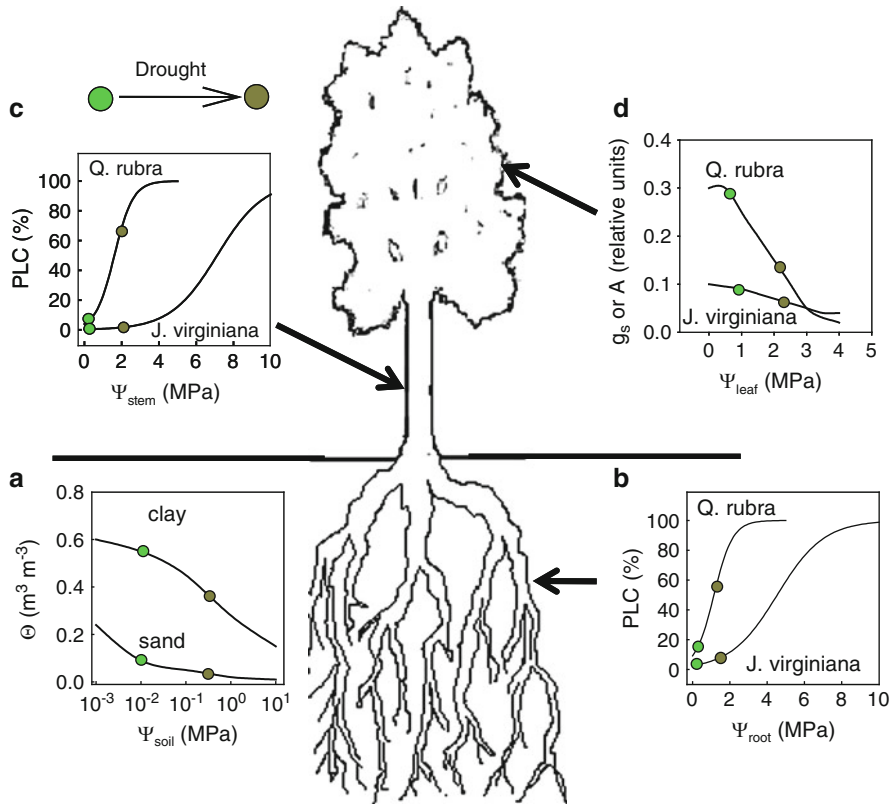 Drought
c
Q. rubra
100
80
60
40
20
0
PLC (%)
J. virginiana
0 2 4 6 8 10
Ψstem (MPa)
d
0.4
0.3
0.2
0.1
0.0
gs or A (relative units)
Q. rubra
J. virginiana
0 1 2 3 4 5
Ψleaf (MPa)
a
0.8
0.6
0.4
0.2
0.0
Θ (m³ m⁻³)
clay
sand
10⁻³ 10⁻² 10⁻¹ 10⁰ 10¹
Ψsoil (MPa)
b
Q. rubra
100
80
60
40
20
0
PLC (%)
J. virginiana
0 2 4 6 8 10
Ψroot (MPa)